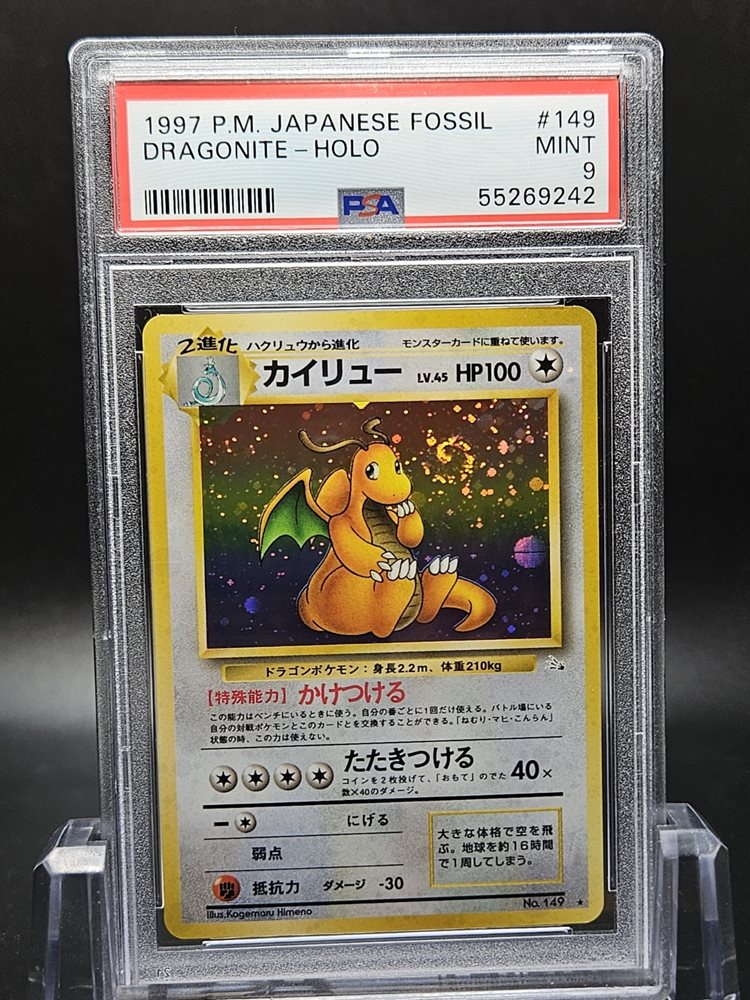 1997 P.M. JAPANESE FOSSIL #149
DRAGONITE - HOLO MINT
9
PSA 55269242
2進化 ハクリュウから進化 モンスターカードに重ねて使います。
カイリュー LV.45 HP100
ドラゴンポケモン:身長2.2m、体重210kg
【特殊能力】かけつける
この能力はベンチにいるときに使う。自分の番ごとに1回だけ使える。バトル場にいる
自分の対戦ポケモンとこのカードとを交換することができる。「ねむり・マヒ・こんらん」
状態の時、この力は使えない。
たたきつける
コインを2枚投げて、「おもて」のでた 40×
数×40のダメージ。
ー にげる
弱点
抵抗力 ダメージ -30
大きな体格で空を飛
ぶ。地球を約16時間
で1周してしまう。
Illus.Kagemaru Himeno
No.149 ★